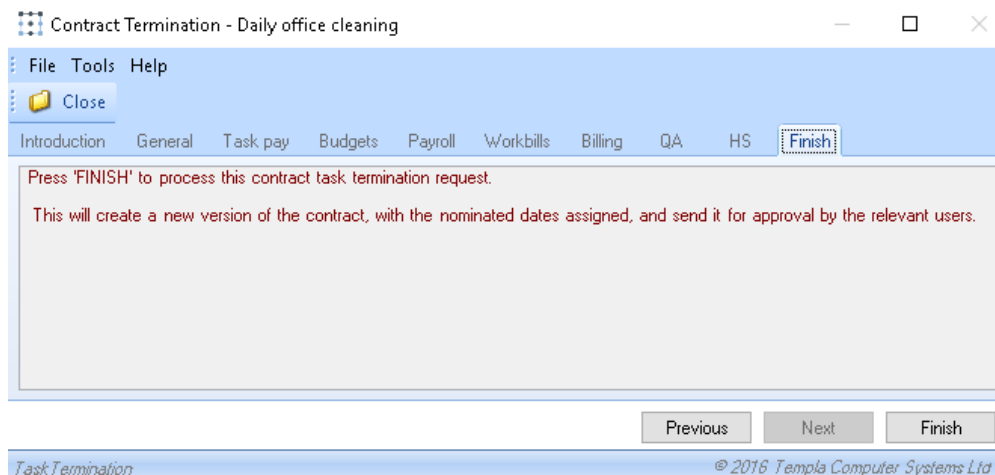 Contract Termination - Daily office cleaning
File Tools Help
Close
Introduction General Task pay Budgets Payroll Workbills Billing QA HS Finish
Press 'FINISH' to process this contract task termination request.
This will create a new version of the contract, with the nominated dates assigned, and send it for approval by the relevant users.
Previous Next Finish
TaskTermination © 2016 Templa Computer Systems Ltd